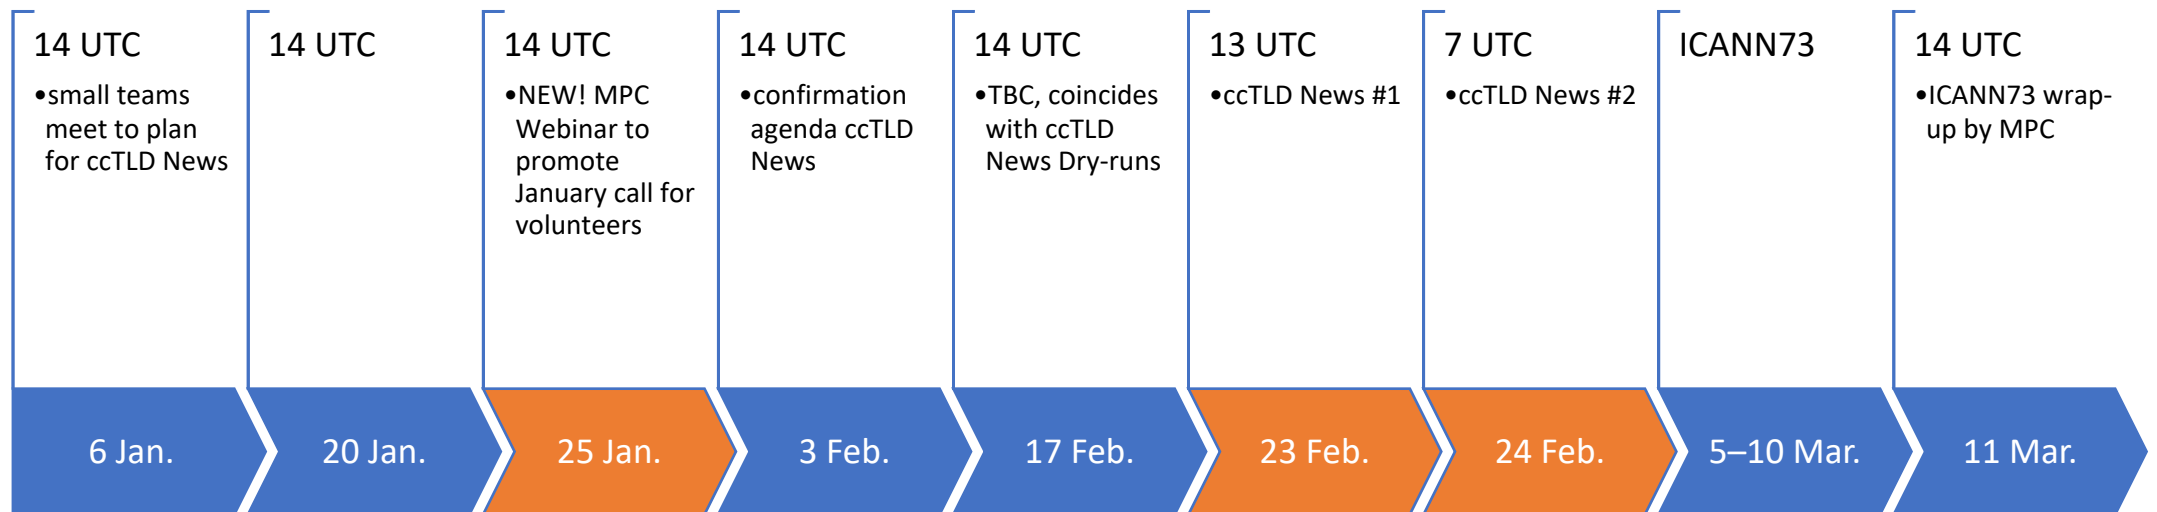 14 UTC
•small teams
meet to plan
for ccTLD News
14 UTC
14 UTC
•NEW! MPC
Webinar to
promote
January call for
volunteers
14 UTC
•confirmation
agenda ccTLD
News
14 UTC
•TBC, coincides
with ccTLD
News Dry-runs
13 UTC
•ccTLD News #1
7 UTC
•ccTLD News #2
ICANN73
14 UTC
•ICANN73 wrap-
up by MPC
6 Jan.
20 Jan.
25 Jan.
3 Feb.
17 Feb.
23 Feb.
24 Feb.
5–10 Mar.
11 Mar.